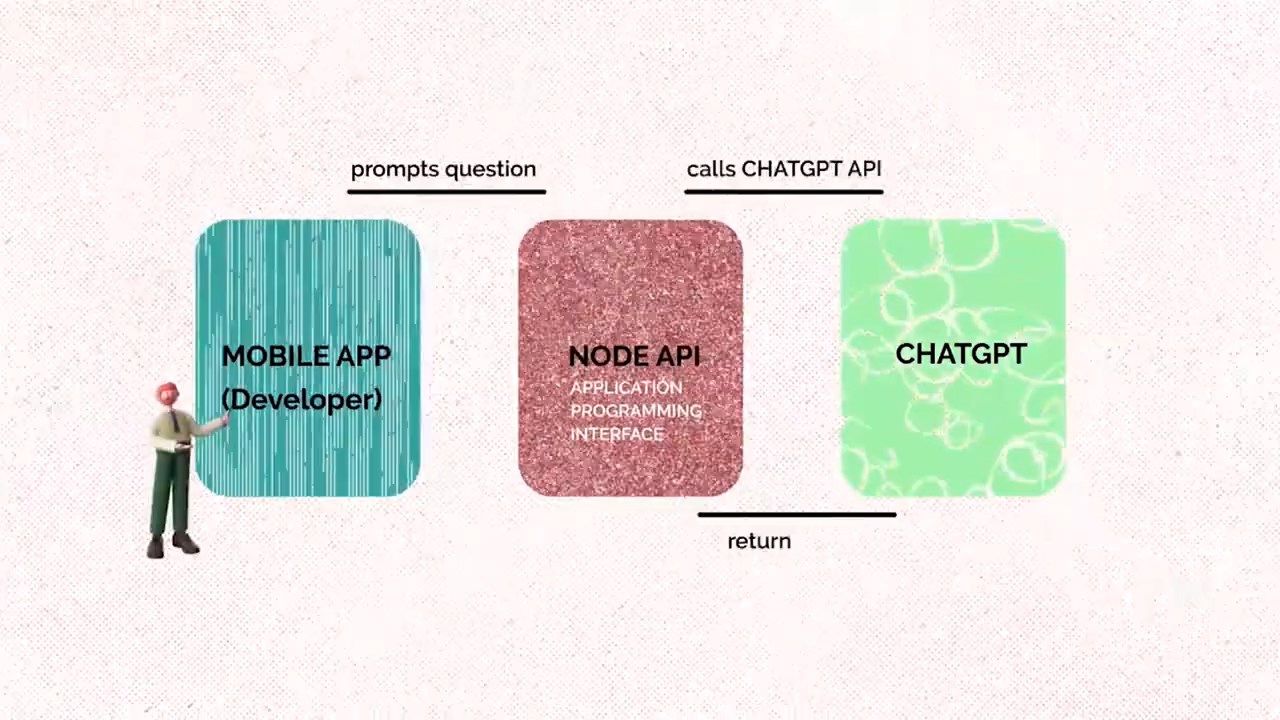 prompts question
calls CHATGPT API
MOBILE APP
(Developer)
NODE API
APPLICATION
PROGRAMMING
INTERFACE
CHATGPT
return